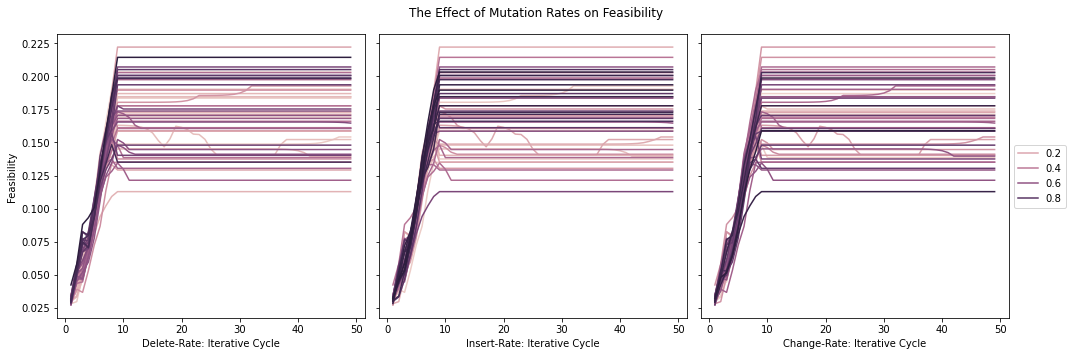 The Effect of Mutation Rates on Feasibility
Feasibility
0.225
0.200
0.175
0.150
0.125
0.100
0.075
0.050
0.025
0 10 20 30 40 50
Delete-Rate: Iterative Cycle
0 10 20 30 40 50
Insert-Rate: Iterative Cycle
0 10 20 30 40 50
Change-Rate: Iterative Cycle
0.2
0.4
0.6
0.8